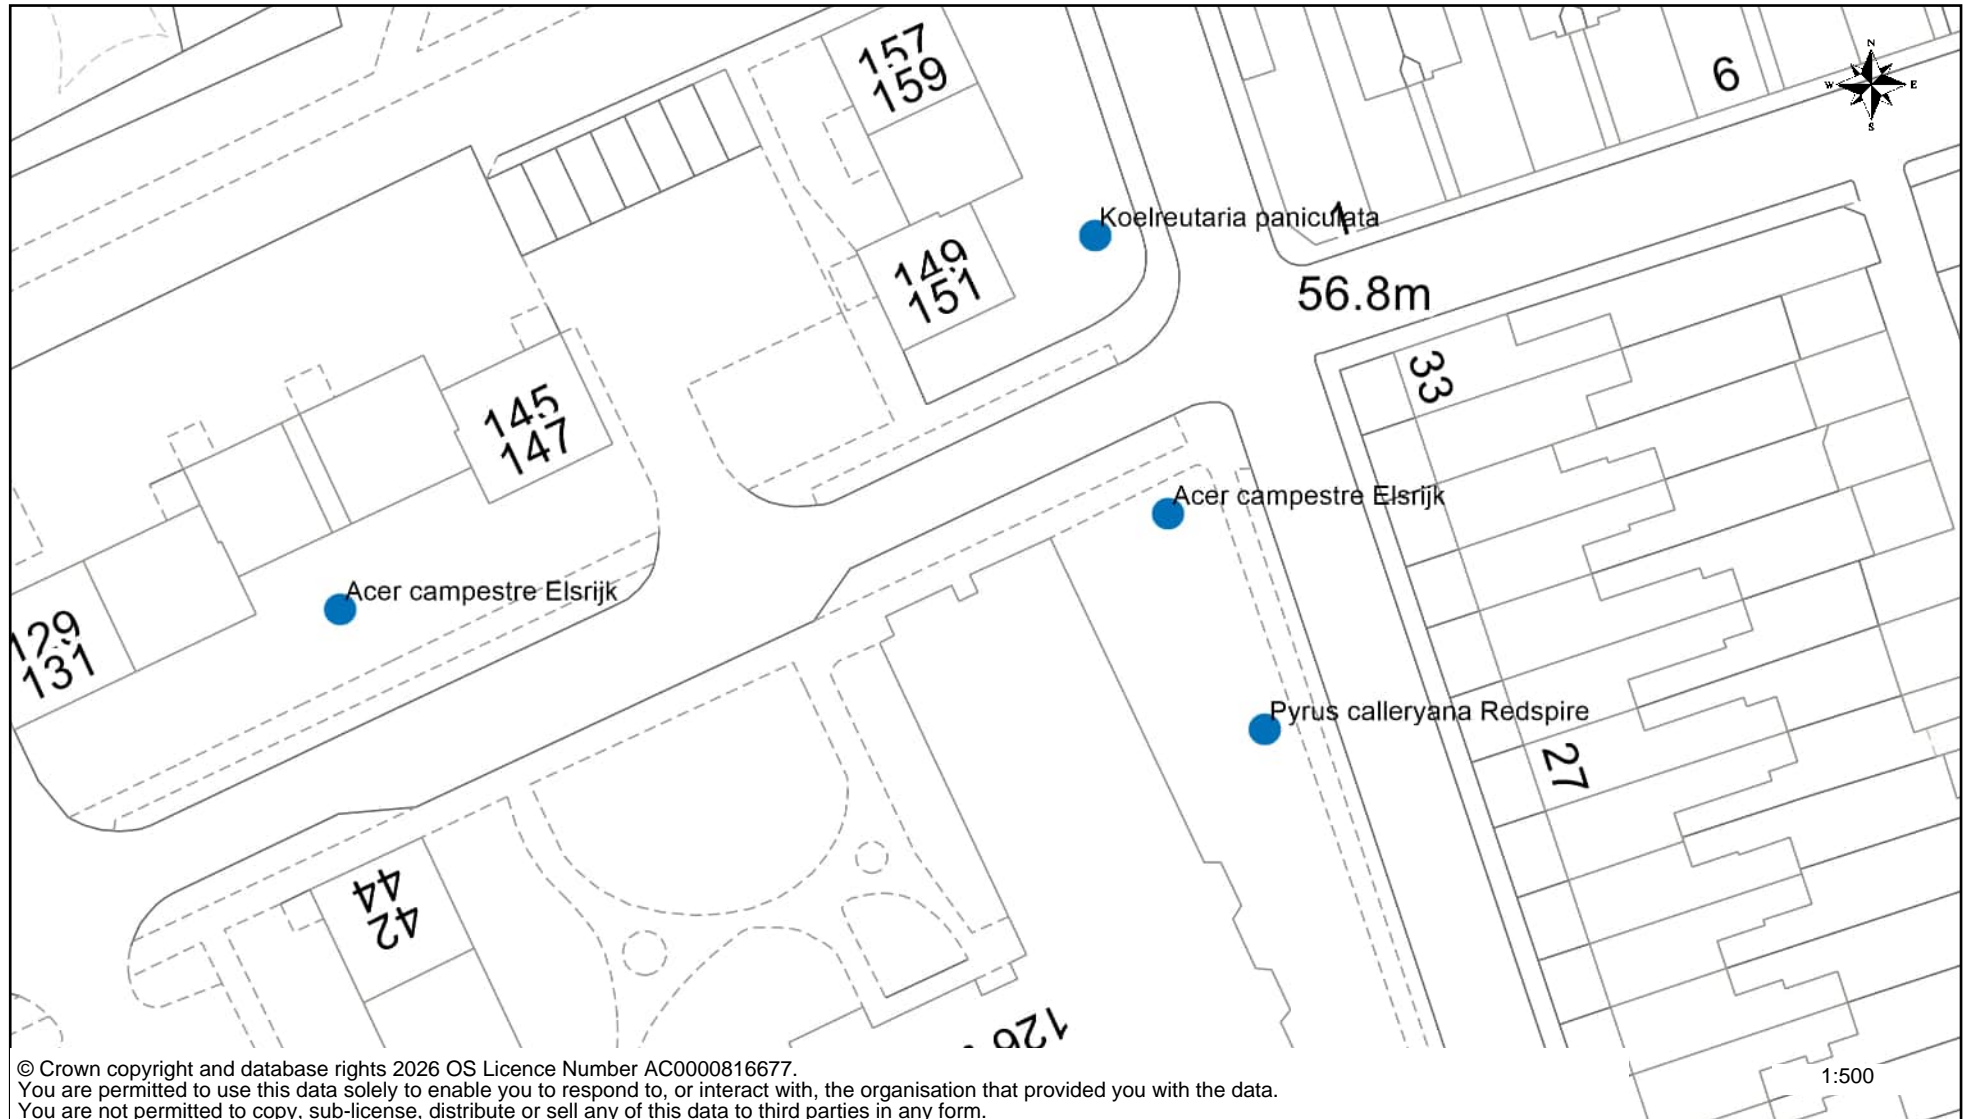 157
159
6
N
W
E
S
Koelreutaria paniculata
1
149
151
56.8m
33
145
147
Acer campestre Elsrijk
Acer campestre Elsrijk
129
131
Pyrus calleryana Redspire
27
44
42
126
© Crown copyright and database rights 2026 OS Licence Number AC0000816677.
1:500
You are permitted to use this data solely to enable you to respond to, or interact with, the organisation that provided you with the data.
You are not permitted to copy, sub-license, distribute or sell any of this data to third parties in any form.